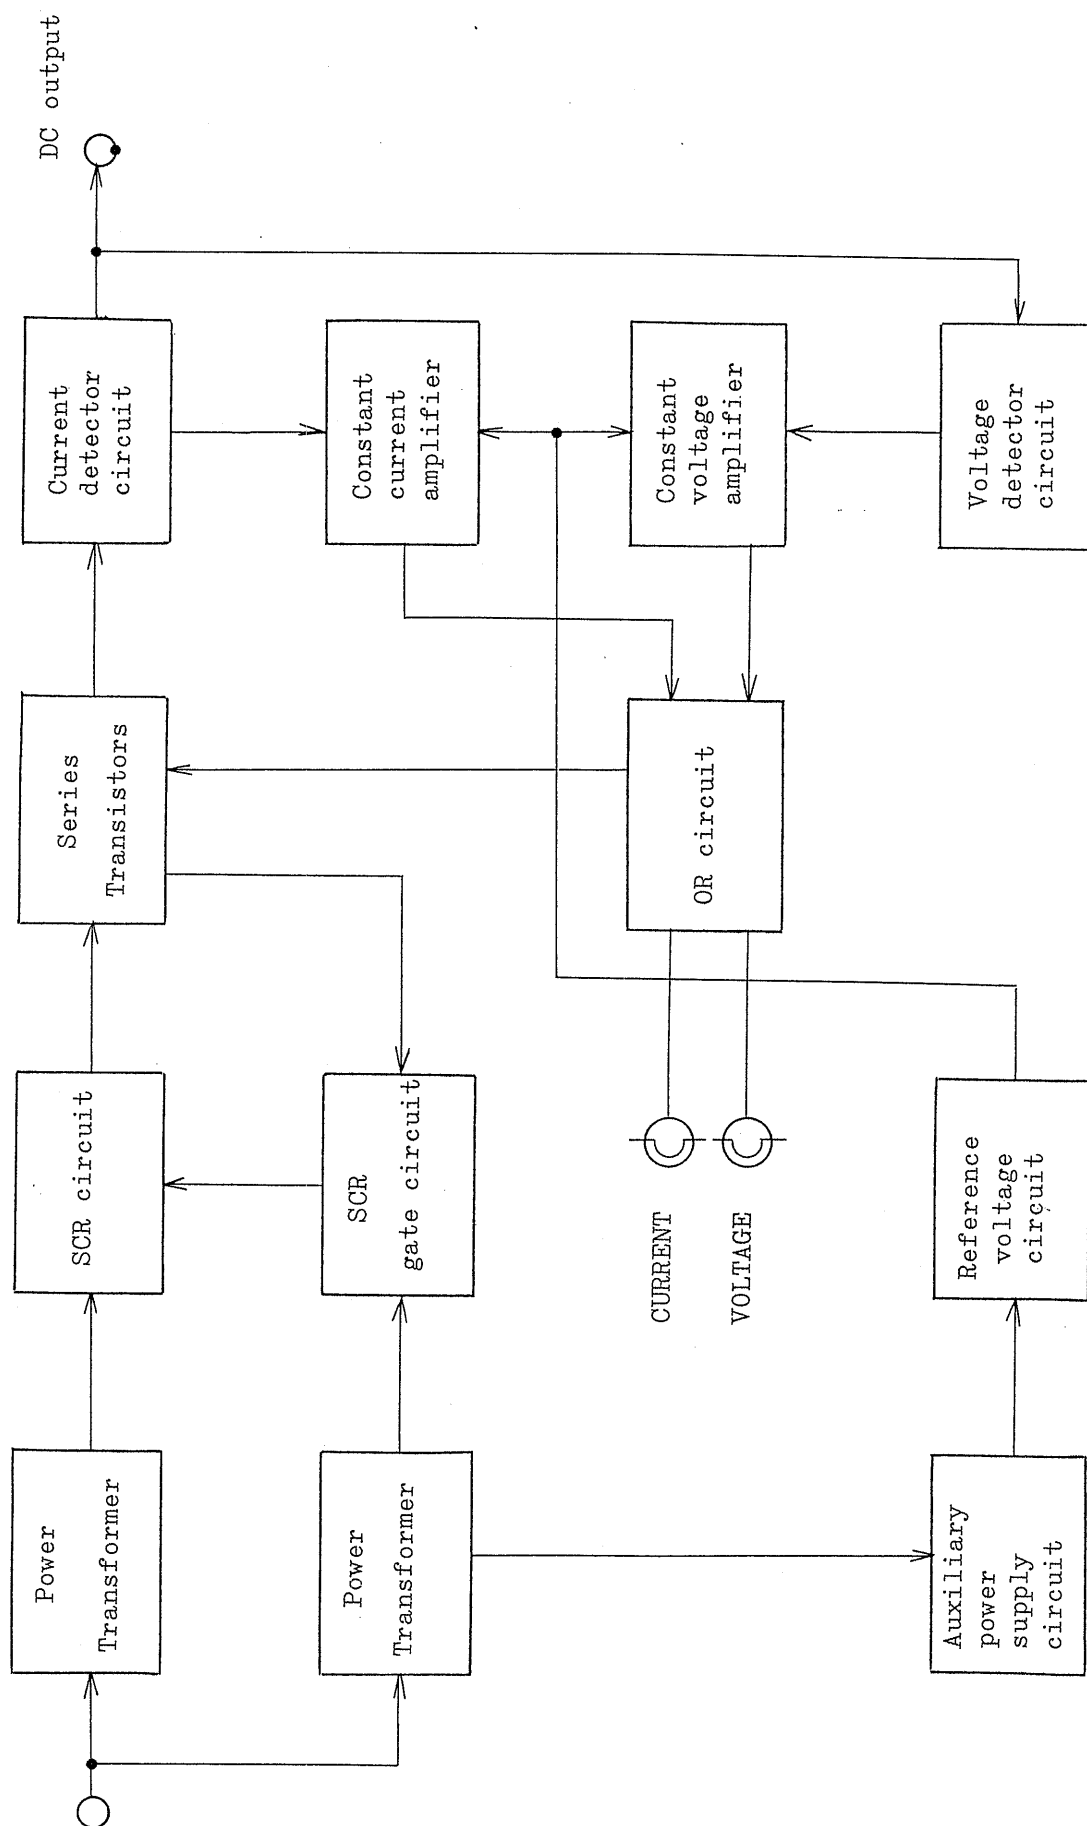 Power
Transformer
SCR circuit
Series
Transistors
Current
detector
circuit
DC output
Power
Transformer
SCR
gate circuit
Constant
current
amplifier
CURRENT
VOLTAGE
OR circuit
Constant
voltage
amplifier
Auxiliary
power
supply
circuit
Reference
voltage
circuit
Voltage
detector
circuit